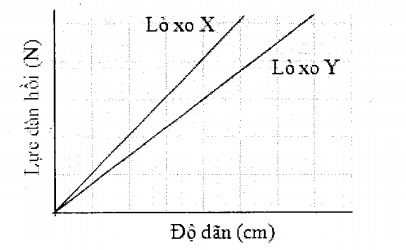 Lò xo X
Lò xo Y
Lực đàn hồi (N)
Độ dãn (cm)